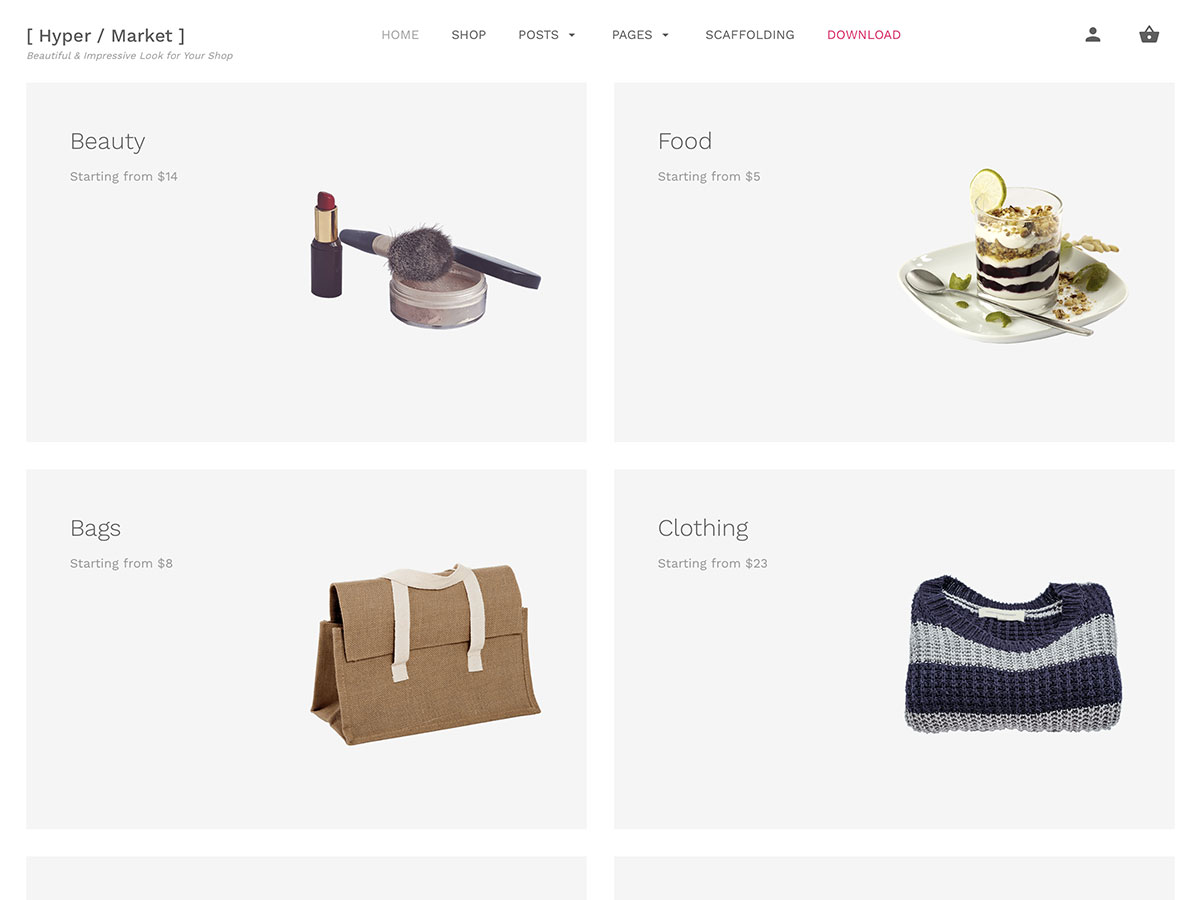 [ Hyper / Market ]
Beautiful & Impressive Look for Your Shop
HOME SHOP POSTS PAGES SCAFFOLDING DOWNLOAD
Beauty
Starting from $14
Food
Starting from $5
Bags
Starting from $8
Clothing
Starting from $23